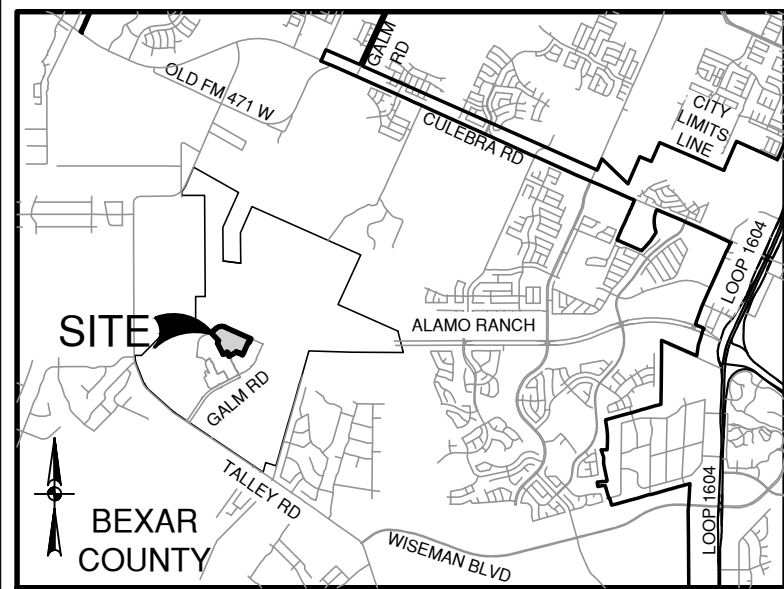 GALM
RD
OLD FM 471 W
CITY
LIMITS
LINE
CULEBRA RD
LOOP 1604
SITE
ALAMO RANCH
GALM RD
TALLEY RD
LOOP 1604
BEXAR
COUNTY
WISEMAN BLVD